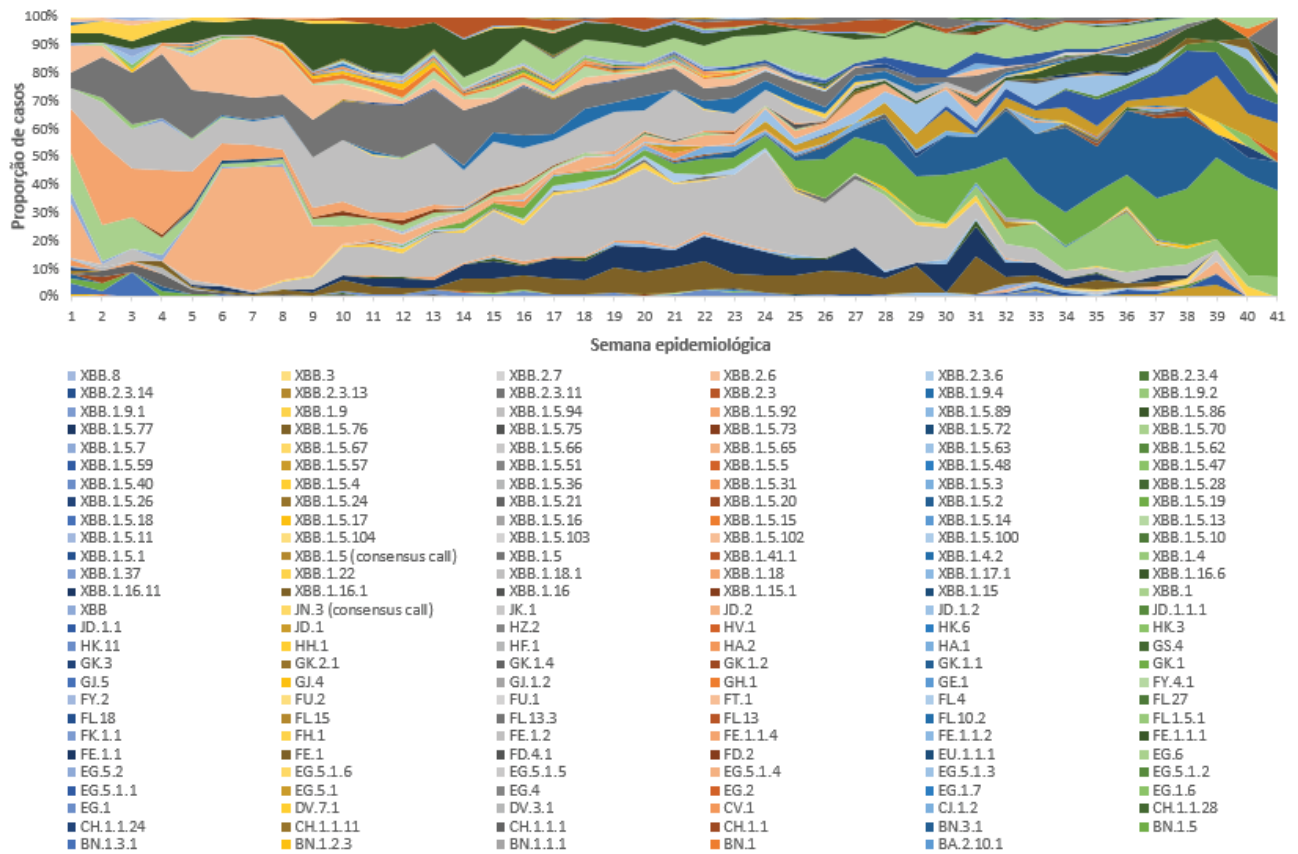 100%
90%
80%
70%
60%
50%
40%
30%
20%
10%
0%
Proporção de casos
1 2 3 4 5 6 7 8 9 10 11 12 13 14 15 16 17 18 19 20 21 22 23 24 25 26 27 28 29 30 31 32 33 34 35 36 37 38 39 40 41
Semana epidemiológica
XBB.8 XBB.3 XBB.2.7 XBB.2.6 XBB.2.3.6 XBB.2.3.4
XBB.2.3.14 XBB.2.3.13 XBB.2.3.11 XBB.2.3 XBB.1.9.4 XBB.1.9.2
XBB.1.9.1 XBB.1.9 XBB.1.5.94 XBB.1.5.92 XBB.1.5.89 XBB.1.5.86
XBB.1.5.77 XBB.1.5.76 XBB.1.5.75 XBB.1.5.73 XBB.1.5.72 XBB.1.5.70
XBB.1.5.7 XBB.1.5.67 XBB.1.5.66 XBB.1.5.65 XBB.1.5.63 XBB.1.5.62
XBB.1.5.59 XBB.1.5.57 XBB.1.5.51 XBB.1.5.5 XBB.1.5.48 XBB.1.5.47
XBB.1.5.40 XBB.1.5.4 XBB.1.5.36 XBB.1.5.31 XBB.1.5.3 XBB.1.5.28
XBB.1.5.26 XBB.1.5.24 XBB.1.5.21 XBB.1.5.20 XBB.1.5.2 XBB.1.5.19
XBB.1.5.18 XBB.1.5.17 XBB.1.5.16 XBB.1.5.15 XBB.1.5.14 XBB.1.5.13
XBB.1.5.11 XBB.1.5.104 XBB.1.5.103 XBB.1.5.102 XBB.1.5.100 XBB.1.5.10
XBB.1.5.1 XBB.1.5 (consensus call) XBB.1.5 XBB.1.41.1 XBB.1.4.2 XBB.1.4
XBB.1.37 XBB.1.22 XBB.1.18.1 XBB.1.18 XBB.1.17.1 XBB.1.16.6
XBB.1.16.11 XBB.1.16.1 XBB.1.16 XBB.1.15.1 XBB.1.15 XBB.1
XBB JN.3 (consensus call) JK.1 JD.2 JD.1.2 JD.1.1.1
JD.1.1 JD.1 HZ.2 HV.1 HK.6 HK.3
HK.11 HH.1 HF.1 HA.2 HA.1 GS.4
GK.3 GK.2.1 GK.1.4 GK.1.2 GK.1.1 GK.1
GJ.5 GJ.4 GJ.1.2 GH.1 GE.1 FY.4.1
FY.2 FU.2 FU.1 FT.1 FL.4 FL.27
FL.18 FL.15 FL.13.3 FL.13 FL.10.2 FL.1.5.1
FK.1.1 FH.1 FE.1.2 FE.1.1.4 FE.1.1.2 FE.1.1.1
FE.1.1 FE.1 FD.4.1 FD.2 EU.1.1.1 EG.6
EG.5.2 EG.5.1.6 EG.5.1.5 EG.5.1.4 EG.5.1.3 EG.5.1.2
EG.5.1.1 EG.5.1 EG.4 EG.2 EG.1.7 EG.1.6
EG.1 DV.7.1 DV.3.1 CV.1 CJ.1.2 CH.1.1.28
CH.1.1.24 CH.1.1.11 CH.1.1.1 CH.1.1 BN.3.1 BN.1.5
BN.1.3.1 BN.1.2.3 BN.1.1.1 BN.1 BA.2.10.1